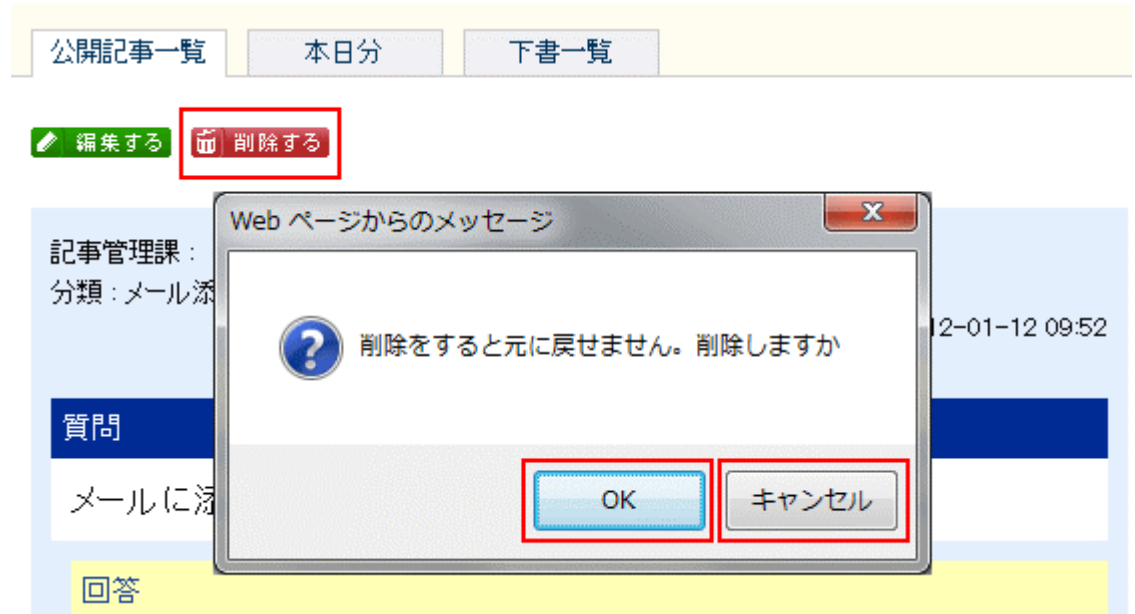 公開記事一覧 本日分 下書一覧
編集する 削除する
Web ページからのメッセージ
記事管理課：
分類：メール添
12-01-12 09:52
削除をすると元に戻せません。削除しますか
質問
OK キャンセル
メールに添
回答